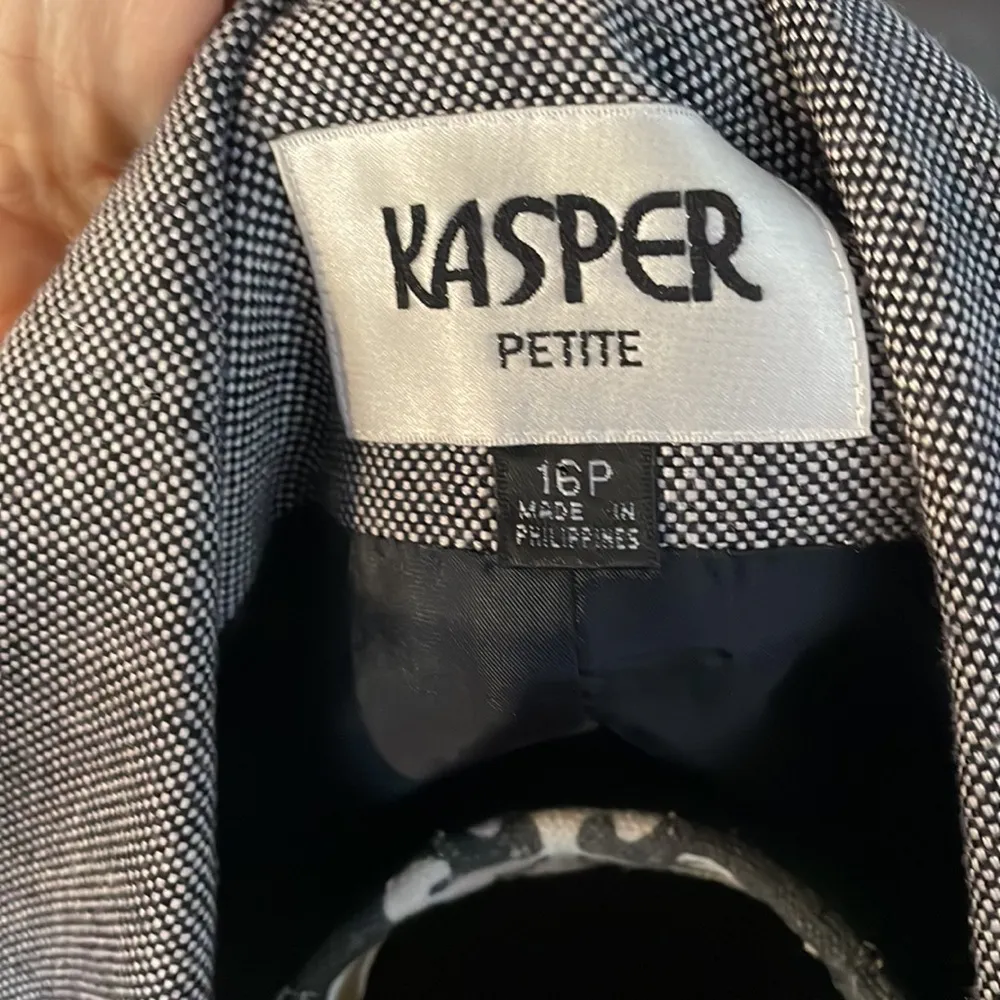 KASPER
PETITE
16P
MADE IN
PHILIPPINES